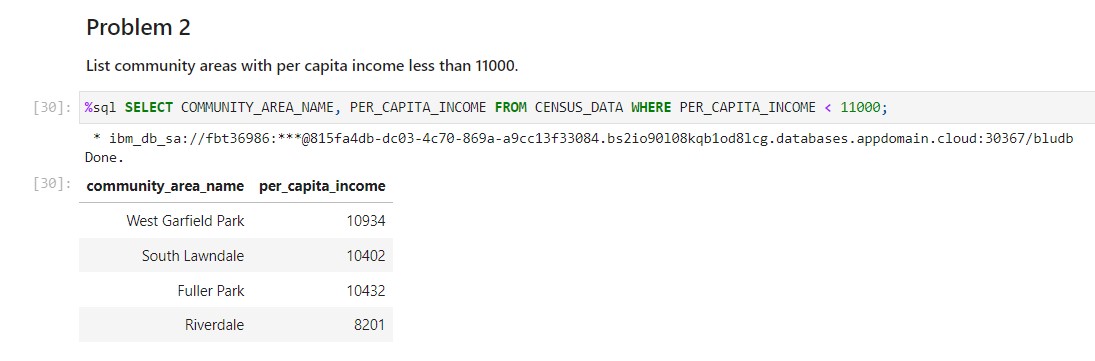 Problem 2
List community areas with per capita income less than 11000.
[30]: %sql SELECT COMMUNITY_AREA_NAME, PER_CAPITA_INCOME FROM CENSUS_DATA WHERE PER_CAPITA_INCOME < 11000;
* ibm_db_sa://fbt36986:***@815fa4db-dc03-4c70-869a-a9cc13f33084.bs2io90l08kqb1od8lcg.databases.appdomain.cloud:30367/bludb
Done.
[30]: community_area_name per_capita_income
West Garfield Park 10934
South Lawndale 10402
Fuller Park 10432
Riverdale 8201